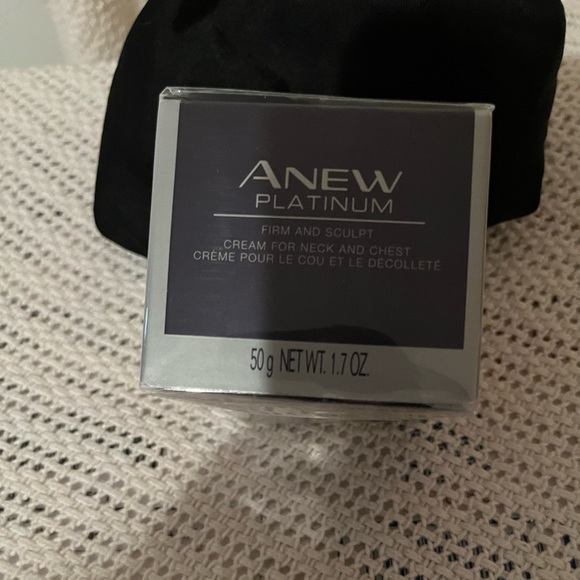 ANEW
PLATINUM
FIRM AND SCULPT
CREAM FOR NECK AND CHEST
CRÈME POUR LE COU ET LE DÉCOLLETÉ
50 g NET WT. 1.7 OZ.